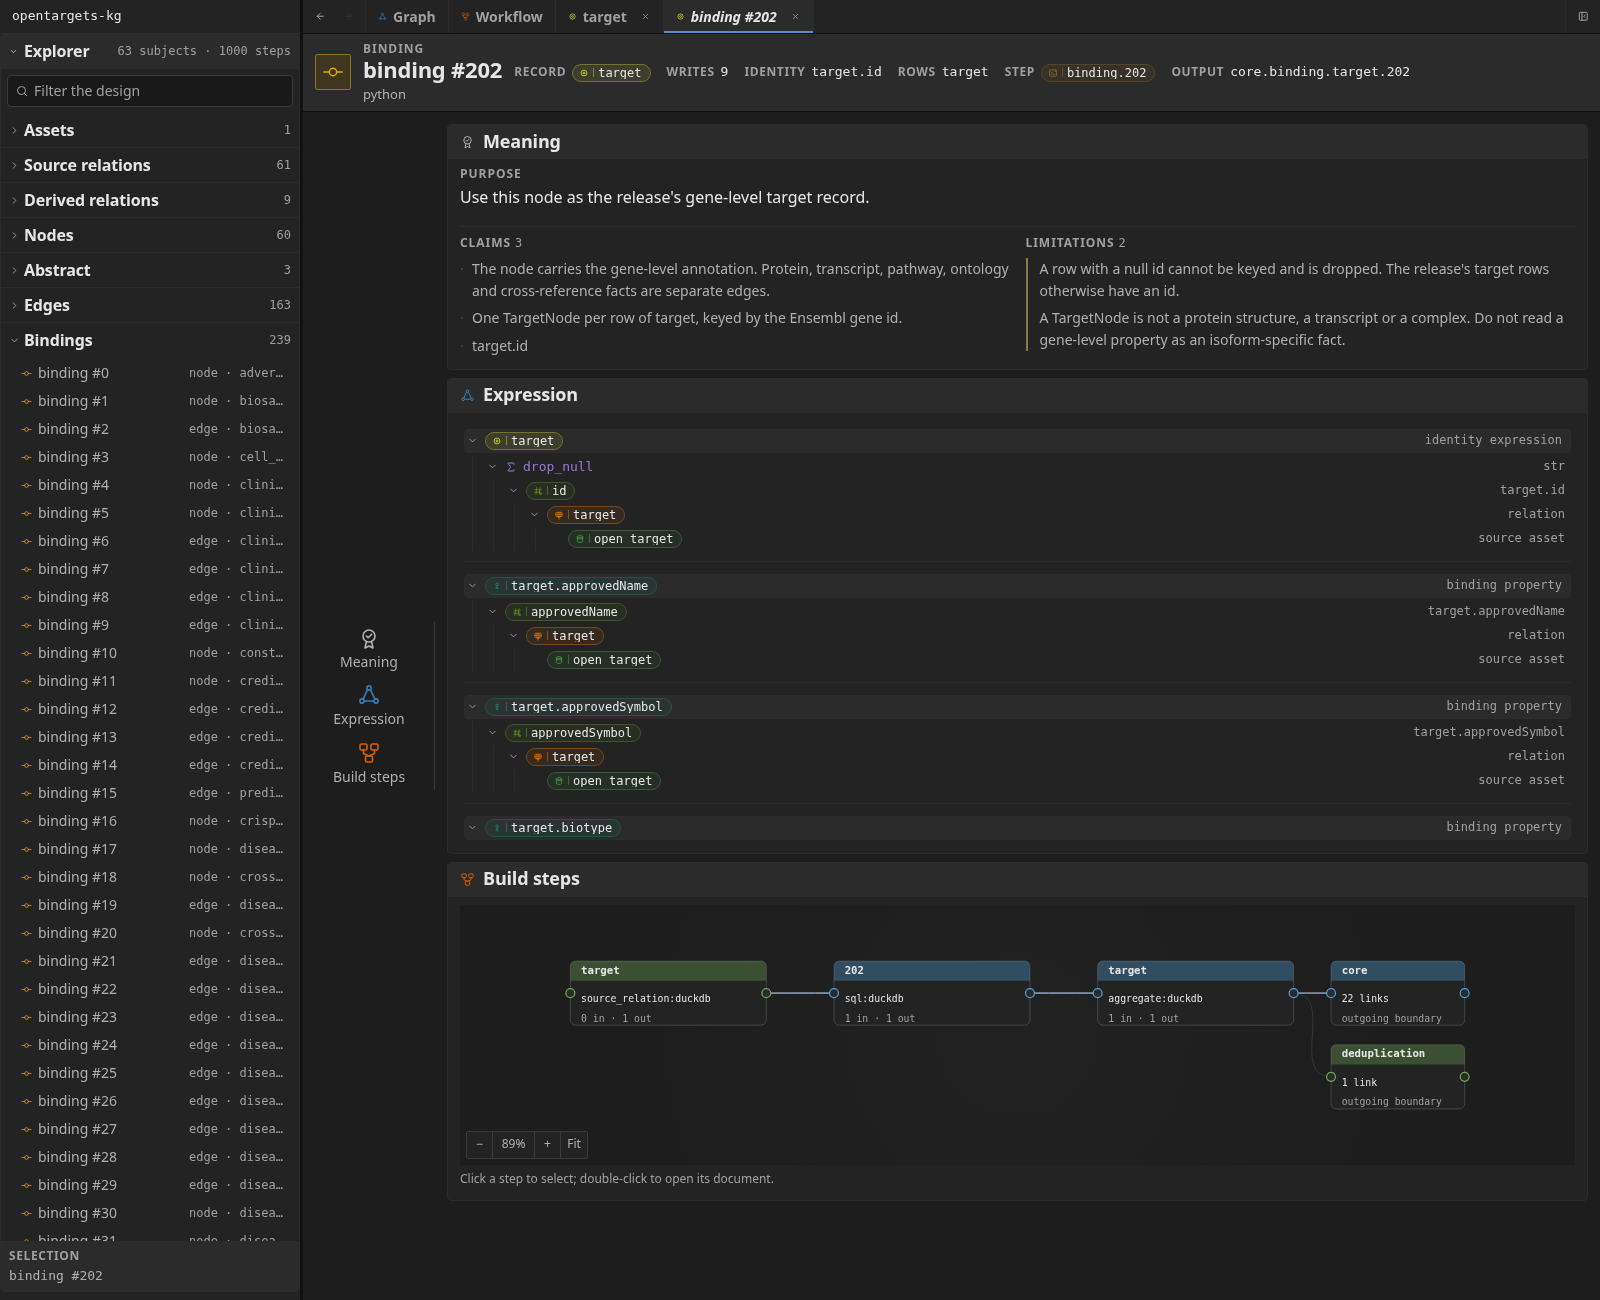 opentargets-kg
Explorer 63 subjects · 1000 steps
Filter the design
Assets 1
Source relations 61
Derived relations 9
Nodes 60
Abstract 3
Edges 163
Bindings 239
binding #0 node · adver…
binding #1 node · biosa…
binding #2 edge · biosa…
binding #3 node · cell_…
binding #4 node · clini…
binding #5 node · clini…
binding #6 edge · clini…
binding #7 edge · clini…
binding #8 edge · clini…
binding #9 edge · clini…
binding #10 node · const…
binding #11 node · credi…
binding #12 edge · credi…
binding #13 edge · credi…
binding #14 edge · credi…
binding #15 edge · predi…
binding #16 node · crisp…
binding #17 node · disea…
binding #18 edge · cross…
binding #19 edge · disea…
binding #20 node · cross…
binding #21 edge · disea…
binding #22 edge · disea…
binding #23 edge · disea…
binding #24 edge · disea…
binding #25 edge · disea…
binding #26 edge · disea…
binding #27 edge · disea…
binding #28 edge · disea…
binding #29 edge · disea…
binding #30 node · disea…
binding #31 node · disea…
SELECTION
binding #202
Graph Workflow target binding #202
BINDING
binding #202 RECORD target WRITES 9 IDENTITY target.id ROWS target STEP binding.202 OUTPUT core.binding.target.202
python
Meaning
Expression
Build steps
Meaning
PURPOSE
Use this node as the release's gene-level target record.
CLAIMS 3
The node carries the gene-level annotation. Protein, transcript, pathway, ontology
and cross-reference facts are separate edges.
One TargetNode per row of target, keyed by the Ensembl gene id.
target.id
LIMITATIONS 2
A row with a null id cannot be keyed and is dropped. The release's target rows
otherwise have an id.
A TargetNode is not a protein structure, a transcript or a complex. Do not read a
gene-level property as an isoform-specific fact.
Expression
target identity expression
drop_null str
id target.id
target relation
open target source asset
target.approvedName binding property
approvedName target.approvedName
target relation
open target source asset
target.approvedSymbol binding property
approvedSymbol target.approvedSymbol
target relation
open target source asset
target.biotype binding property
Build steps
target
source_relation:duckdb
0 in · 1 out
202
sql:duckdb
1 in · 1 out
target
aggregate:duckdb
1 in · 1 out
core
22 links
outgoing boundary
deduplication
1 link
outgoing boundary
− 89% + Fit
Click a step to select; double-click to open its document.